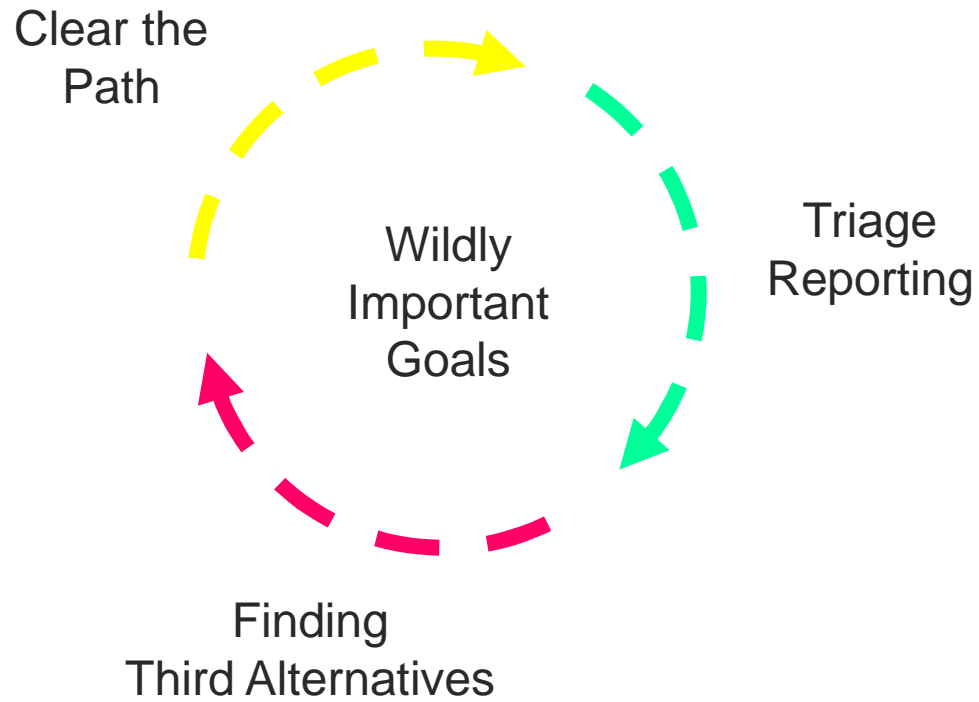 Clear the
Path
Triage
Reporting
Wildly
Important
Goals
Finding
Third Alternatives